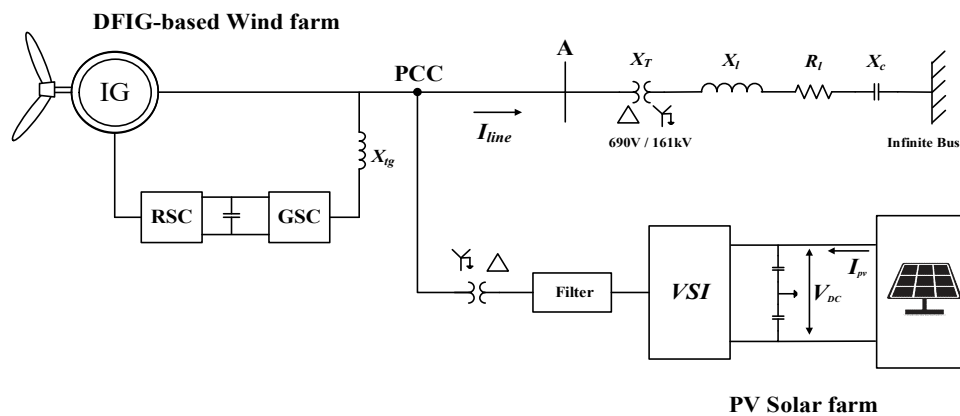 DFIG-based Wind farm
IG
PCC
A
X_T
X_l
R_l
X_c
I_line
690V / 161kV
Infinite Bus
X_tg
RSC
GSC
Filter
VSI
I_pv
V_DC
PV Solar farm